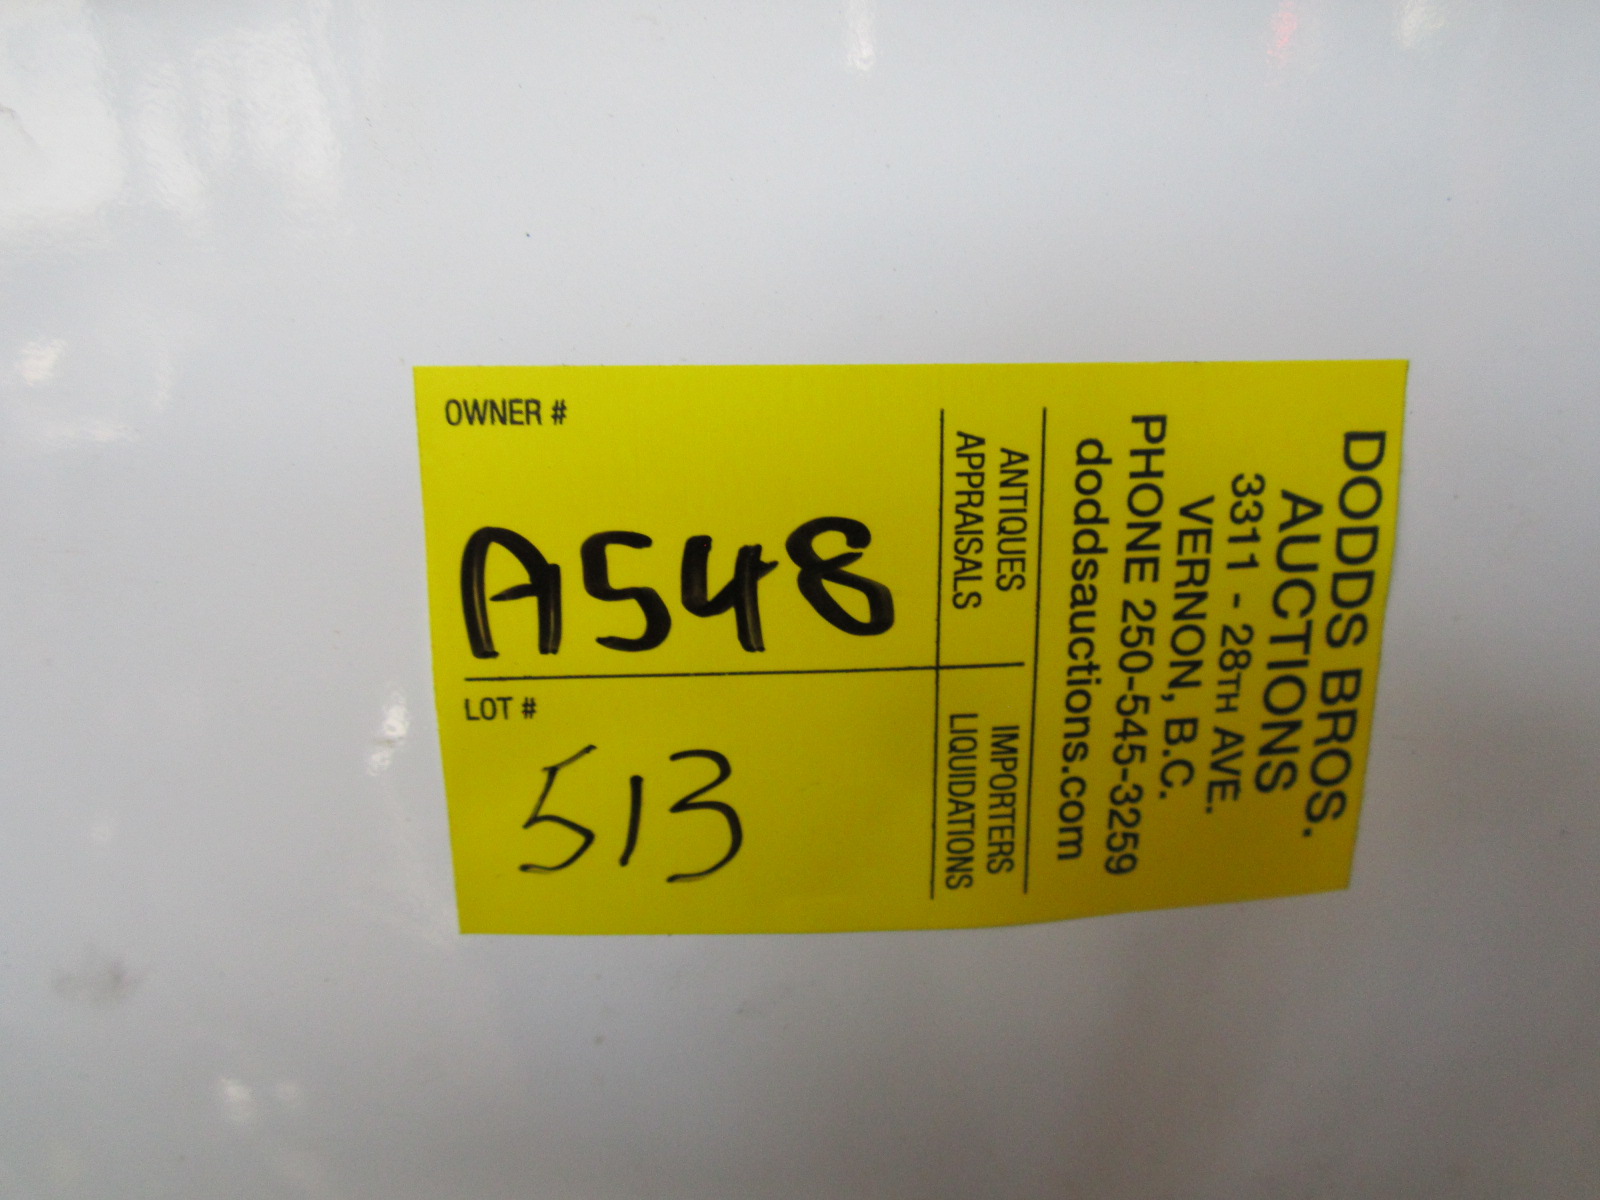 DODDS BROS.
AUCTIONS
3311 - 28TH AVE.
VERNON, B.C.
PHONE 250-545-3259
doddsauctions.com
ANTIQUES
APPRAISALS
IMPORTERS
LIQUIDATIONS
OWNER #
A548
LOT #
513